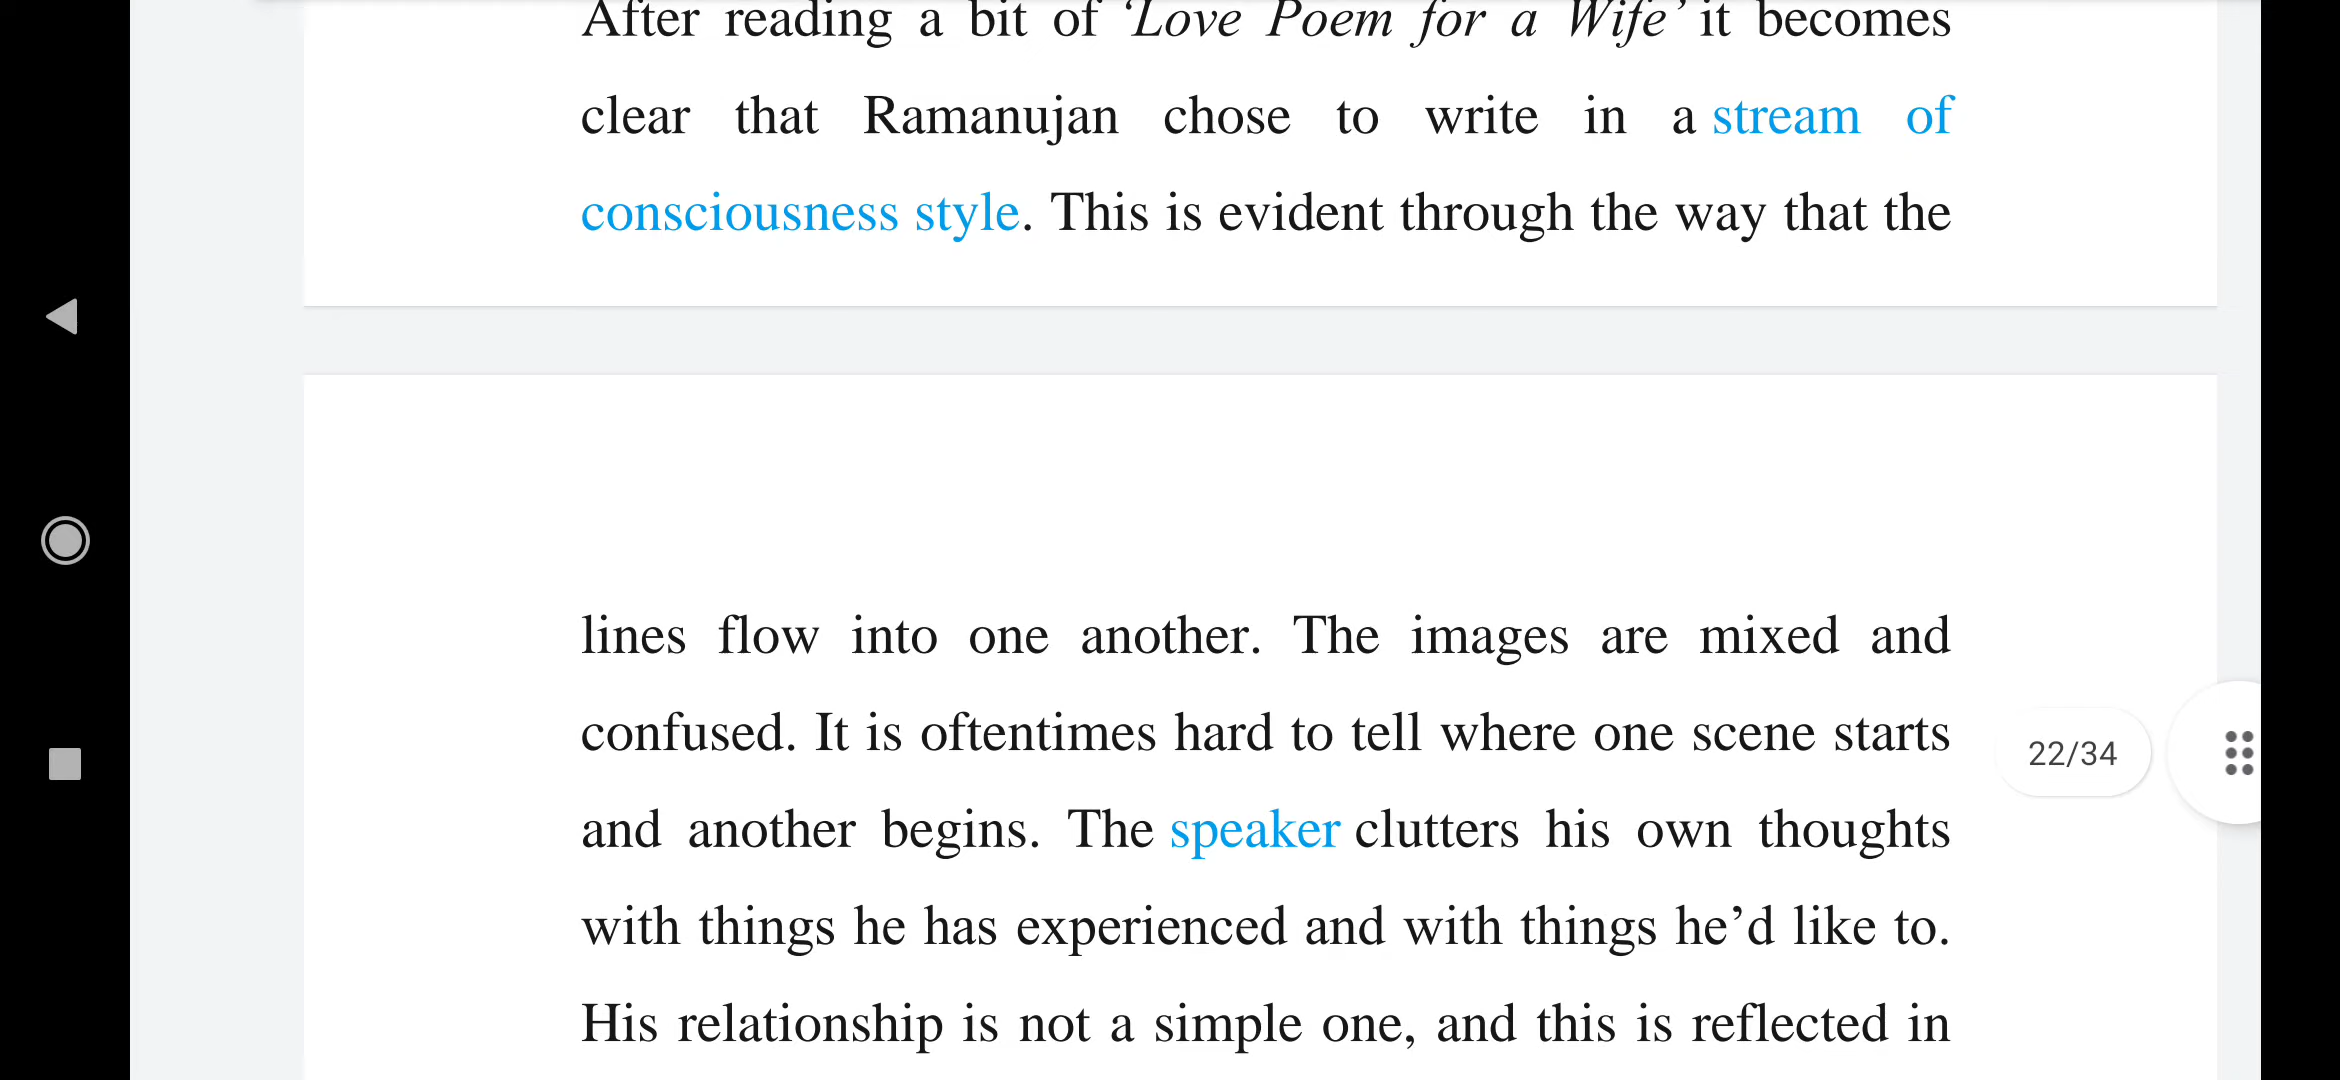 After reading a bit of ‘Love Poem for a Wife’ it becomes
clear that Ramanujan chose to write in a stream of
consciousness style. This is evident through the way that the
lines flow into one another. The images are mixed and
confused. It is oftentimes hard to tell where one scene starts
and another begins. The speaker clutters his own thoughts
with things he has experienced and with things he’d like to.
His relationship is not a simple one, and this is reflected in
22/34